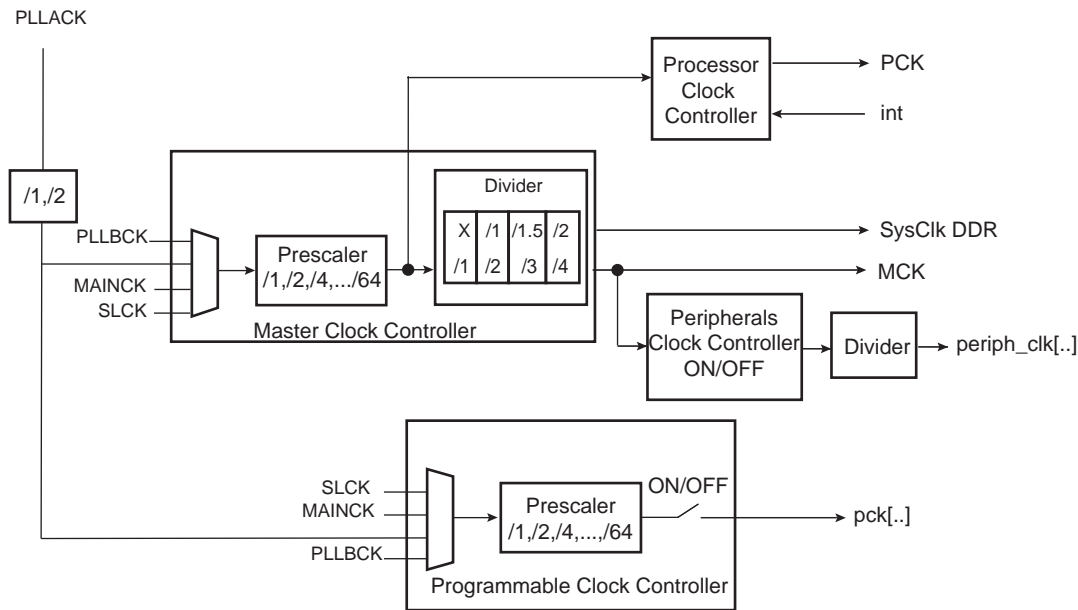 PLLACK
Processor
Clock
Controller
PCK
int
/1,/2
Divider
X /1 /1.5 /2
/1 /2 /3 /4
PLLBCK
MAINCK
SLCK
Prescaler
/1,/2,/4,.../64
Master Clock Controller
SysClk DDR
MCK
Peripherals
Clock Controller
ON/OFF
Divider
periph_clk[..]
SLCK
MAINCK
PLLBCK
Prescaler
/1,/2,/4,...,/64
ON/OFF
pck[..]
Programmable Clock Controller